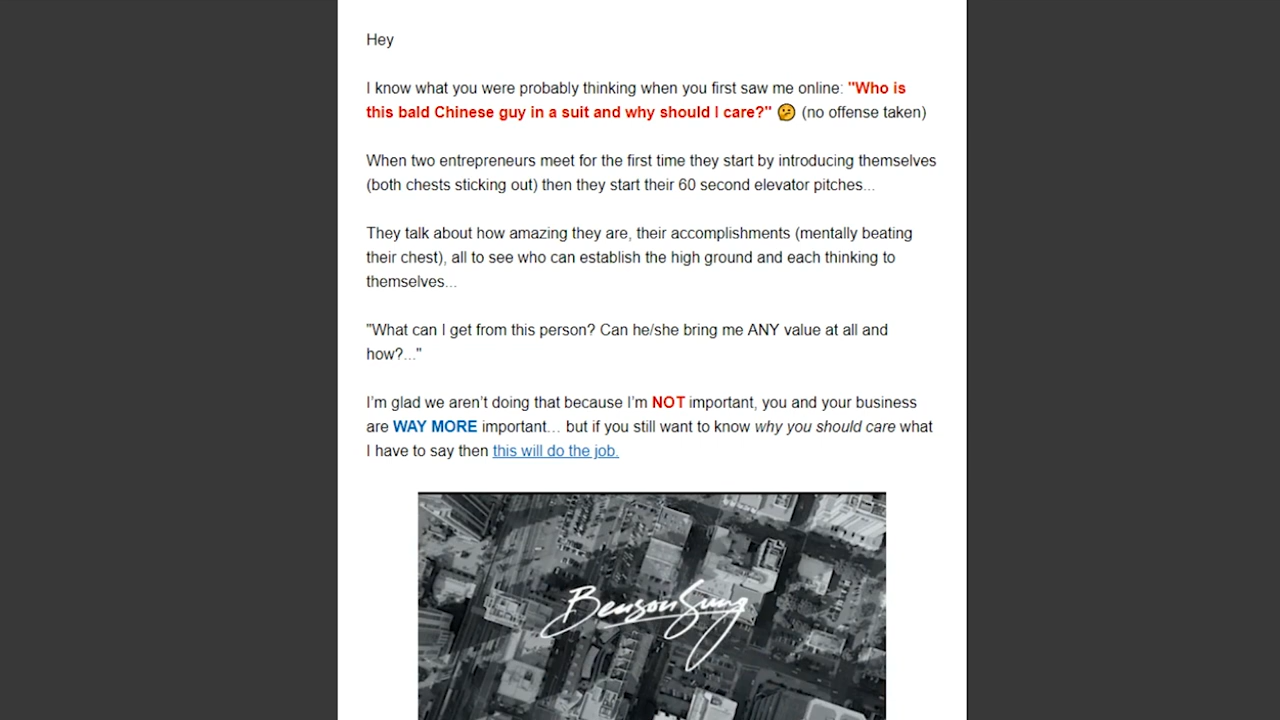 Hey
I know what you were probably thinking when you first saw me online: "Who is
this bald Chinese guy in a suit and why should I care?" 🤔 (no offense taken)
When two entrepreneurs meet for the first time they start by introducing themselves
(both chests sticking out) then they start their 60 second elevator pitches...
They talk about how amazing they are, their accomplishments (mentally beating
their chest), all to see who can establish the high ground and each thinking to
themselves...
"What can I get from this person? Can he/she bring me ANY value at all and
how?..."
I'm glad we aren't doing that because I'm NOT important, you and your business
are WAY MORE important... but if you still want to know why you should care what
I have to say then this will do the job.
Benson Sung